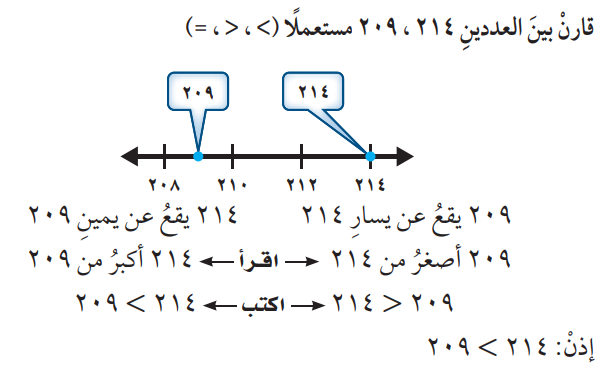 قارنْ بينَ العددينِ ٢١٤ ، ٢٠٩ مستعملًا (> ، < ، =)
٢٠٩ ٢١٤
٢٠٨ ٢١٠ ٢١٢ ٢١٤
٢٠٩ يقعُ عن يسارِ ٢١٤ ٢١٤ يقعُ عن يمينِ ٢٠٩
٢٠٩ أصغرُ من ٢١٤ ← اقرأ → ٢١٤ أكبرُ من ٢٠٩
٢٠٩ < ٢١٤ ← اكتب → ٢١٤ > ٢٠٩
إذنْ: ٢١٤ > ٢٠٩